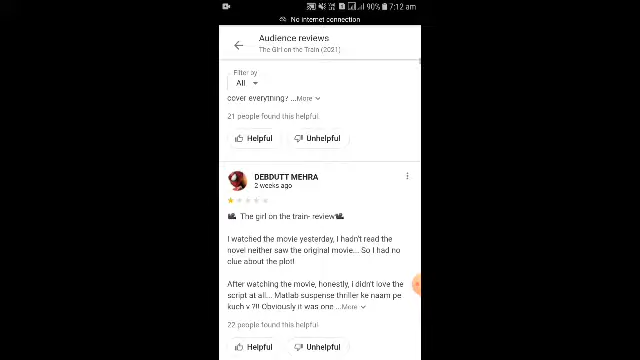 90% 7:12 am
No internet connection
Audience reviews
The Girl on the Train (2021)
Filter by
All
cover everything? ...More
21 people found this helpful.
Helpful Unhelpful
DEBDUTT MEHRA
2 weeks ago
The girl on the train- review
I watched the movie yesterday, I hadn't read the
novel neither saw the original movie... So I had no
clue about the plot!
After watching the movie, honestly, i didn't love the
script at all... Matlab suspense thriller ke naam pe
kuch v ?!! Obviously it was one ...More
22 people found this helpful.
Helpful Unhelpful